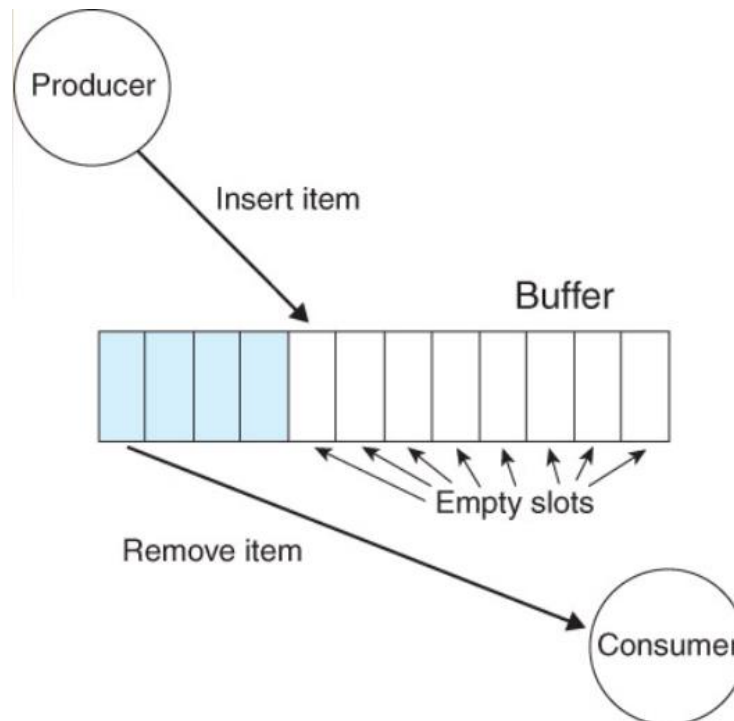 Producer
Insert item
Buffer
Empty slots
Remove item
Consumer